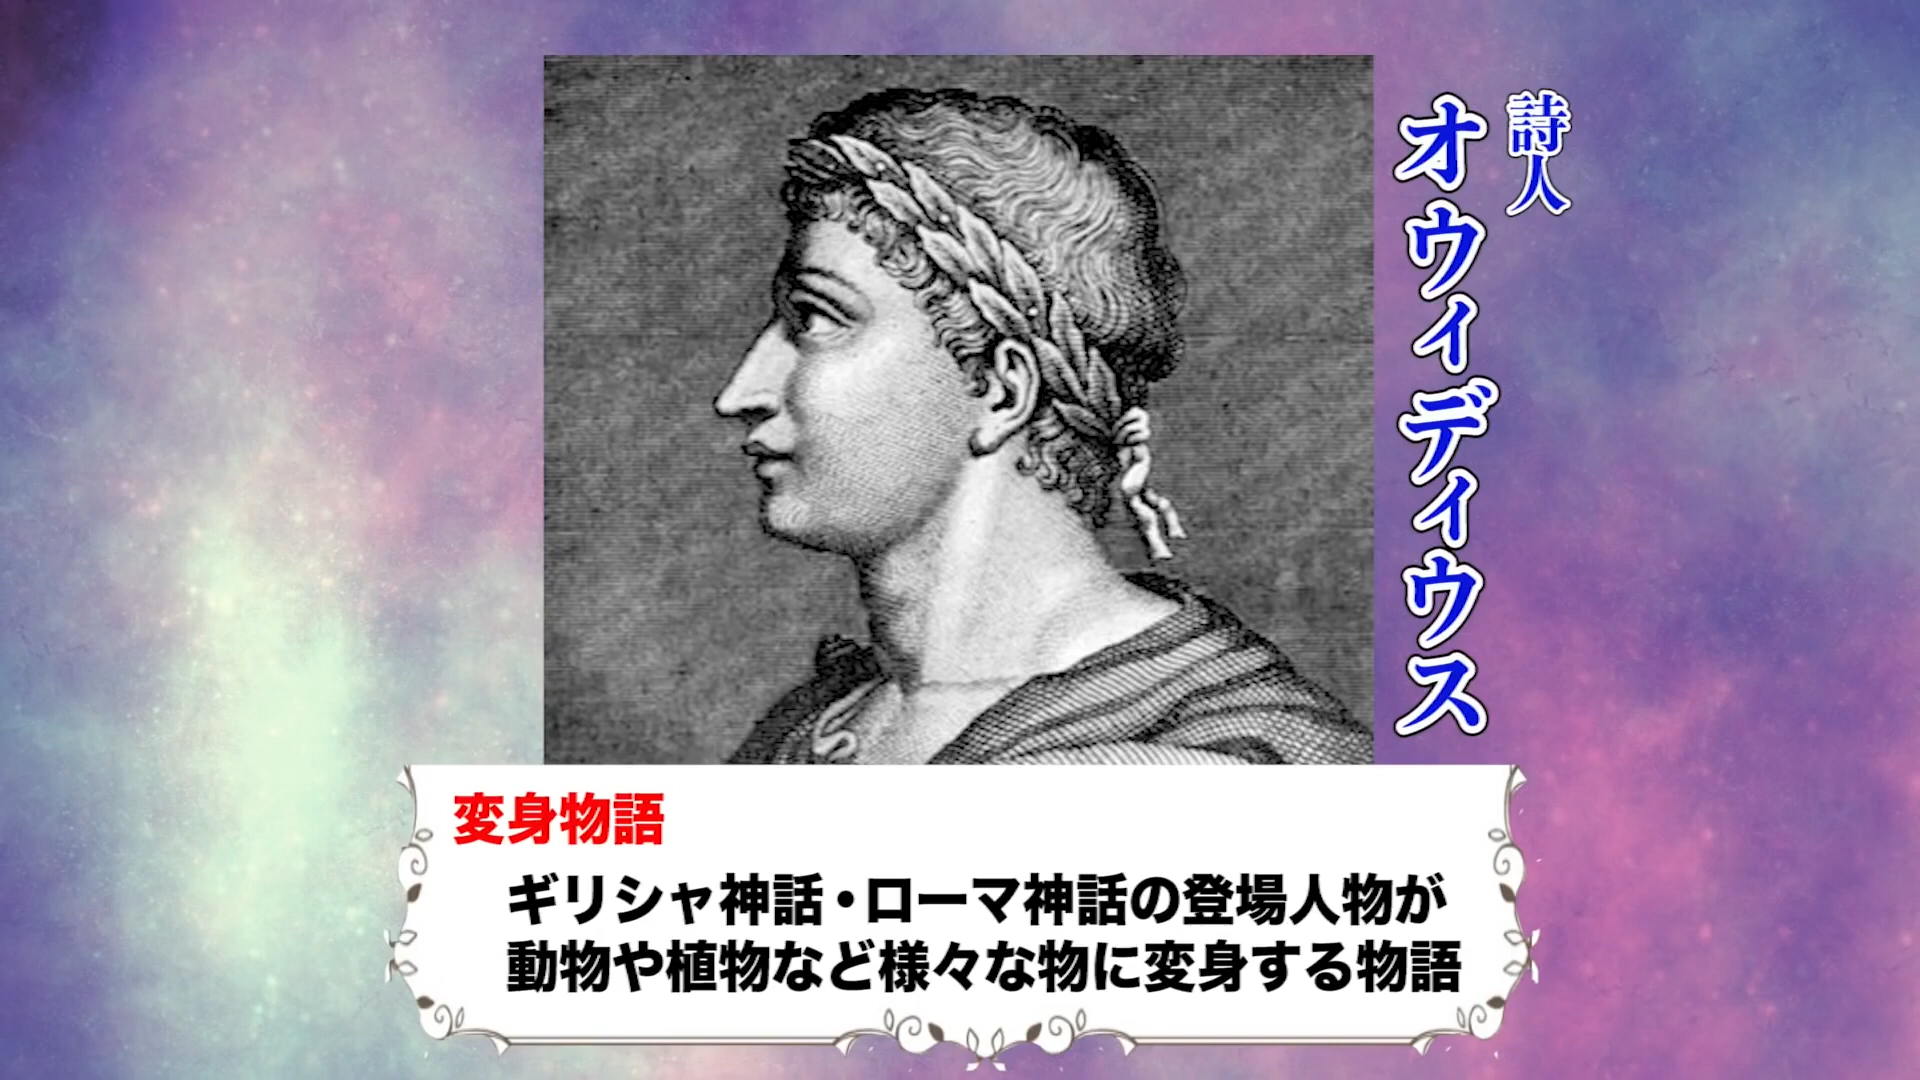 詩人
オウィディウス
変身物語
ギリシャ神話・ローマ神話の登場人物が
動物や植物など様々な物に変身する物語